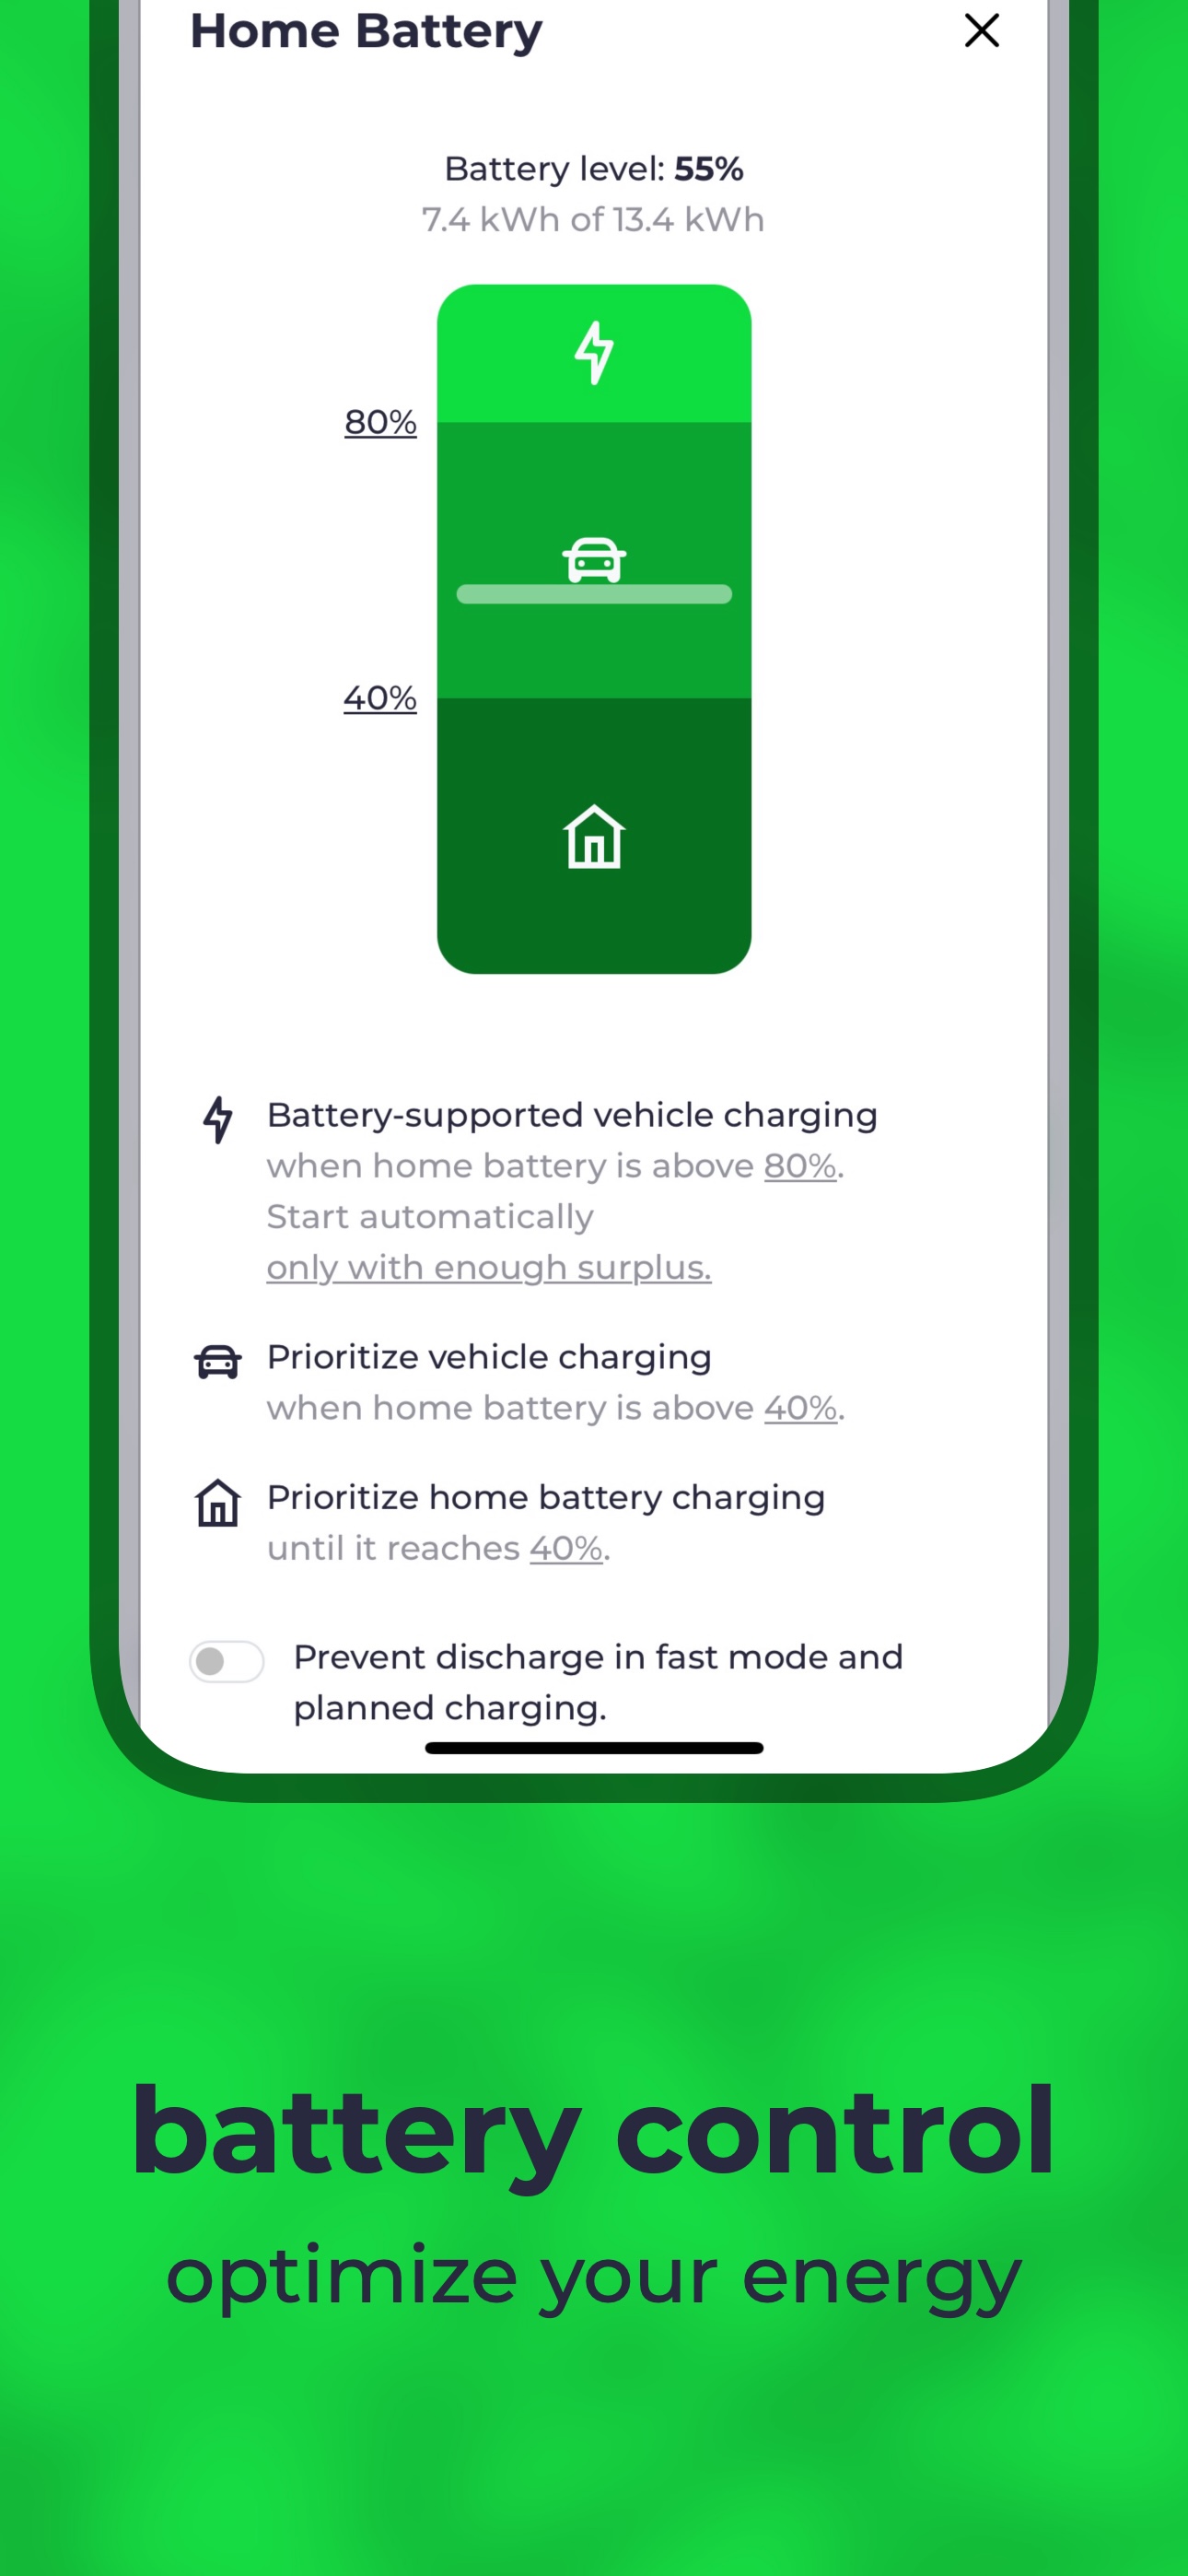 Home Battery
Battery level: 55%
7.4 kWh of 13.4 kWh
80%
40%
Battery-supported vehicle charging
when home battery is above 80%.
Start automatically
only with enough surplus.
Prioritize vehicle charging
when home battery is above 40%.
Prioritize home battery charging
until it reaches 40%.
Prevent discharge in fast mode and
planned charging.
battery control
optimize your energy